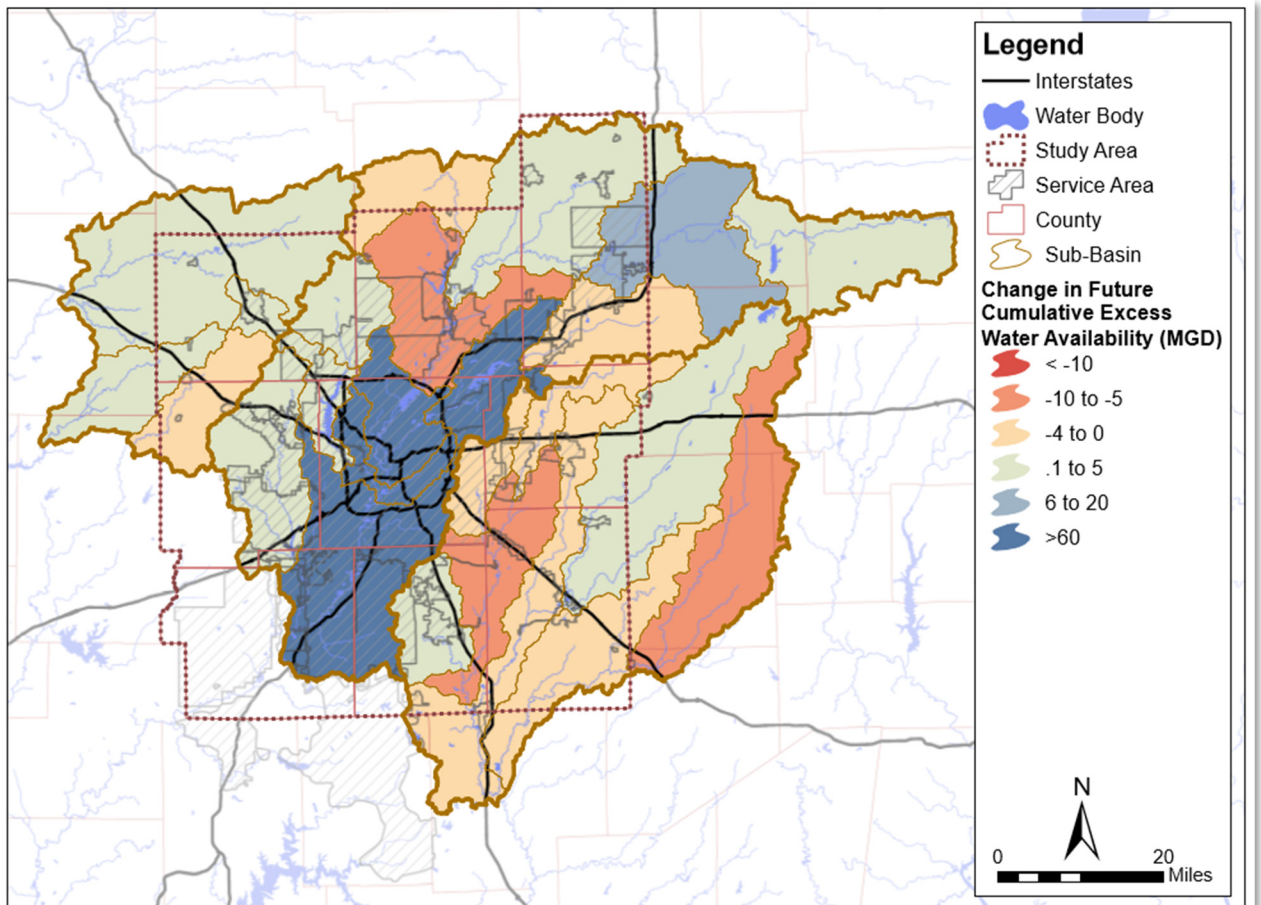 Legend
Interstates
Water Body
Study Area
Service Area
County
Sub-Basin
Change in Future
Cumulative Excess
Water Availability (MGD)
< -10
-10 to -5
-4 to 0
.1 to 5
6 to 20
>60
N
0 20
Miles